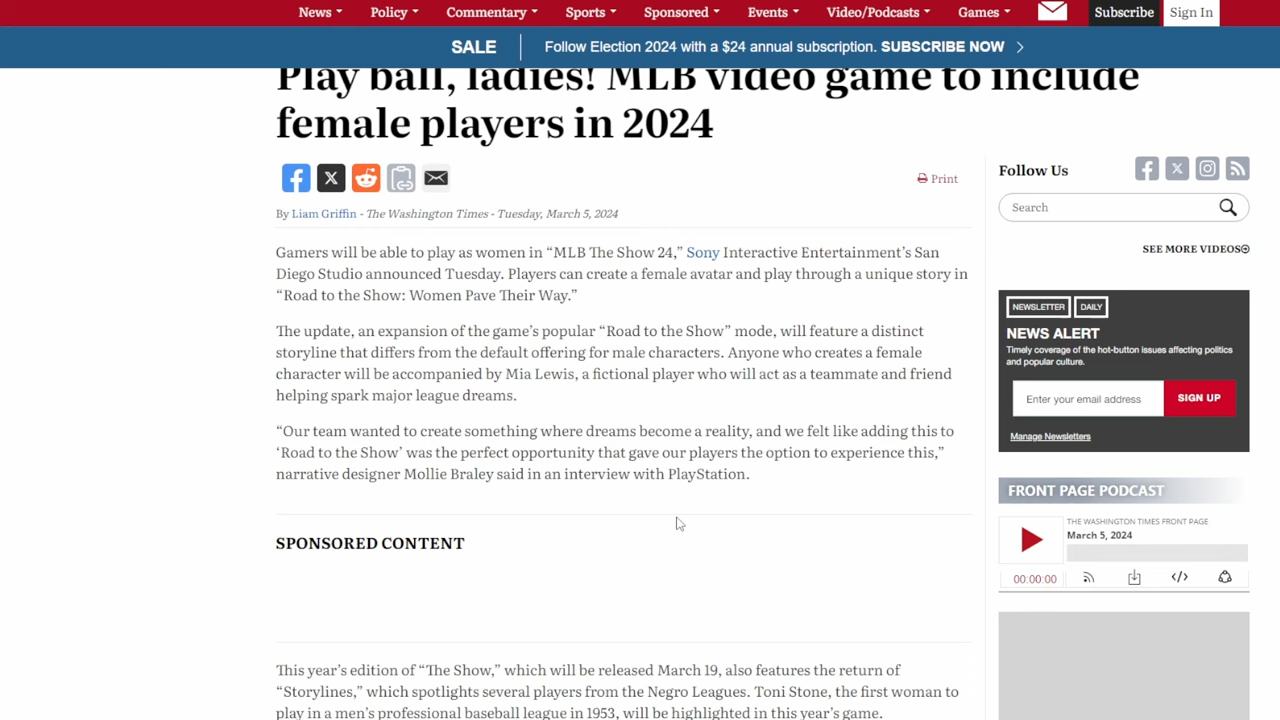 News Policy Commentary Sports Sponsored Events Video/Podcasts Games Subscribe Sign In
SALE Follow Election 2024 with a $24 annual subscription. SUBSCRIBE NOW
Play ball, ladies! MLB video game to include
female players in 2024
Print
By Liam Griffin - The Washington Times - Tuesday, March 5, 2024
Gamers will be able to play as women in “MLB The Show 24,” Sony Interactive Entertainment’s San
Diego Studio announced Tuesday. Players can create a female avatar and play through a unique story in
“Road to the Show: Women Pave Their Way.”
The update, an expansion of the game’s popular “Road to the Show” mode, will feature a distinct
storyline that differs from the default offering for male characters. Anyone who creates a female
character will be accompanied by Mia Lewis, a fictional player who will act as a teammate and friend
helping spark major league dreams.
“Our team wanted to create something where dreams become a reality, and we felt like adding this to
‘Road to the Show’ was the perfect opportunity that gave our players the option to experience this,”
narrative designer Mollie Braley said in an interview with PlayStation.
SPONSORED CONTENT
This year’s edition of “The Show,” which will be released March 19, also features the return of
“Storylines,” which spotlights several players from the Negro Leagues. Toni Stone, the first woman to
play in a men’s professional baseball league in 1953, will be highlighted in this year’s game.
Follow Us
Search
SEE MORE VIDEOS
NEWSLETTER DAILY
NEWS ALERT
Timely coverage of the hot-button issues affecting politics
and popular culture.
Enter your email address SIGN UP
Manage Newsletters
FRONT PAGE PODCAST
THE WASHINGTON TIMES FRONT PAGE
March 5, 2024
00:00:00